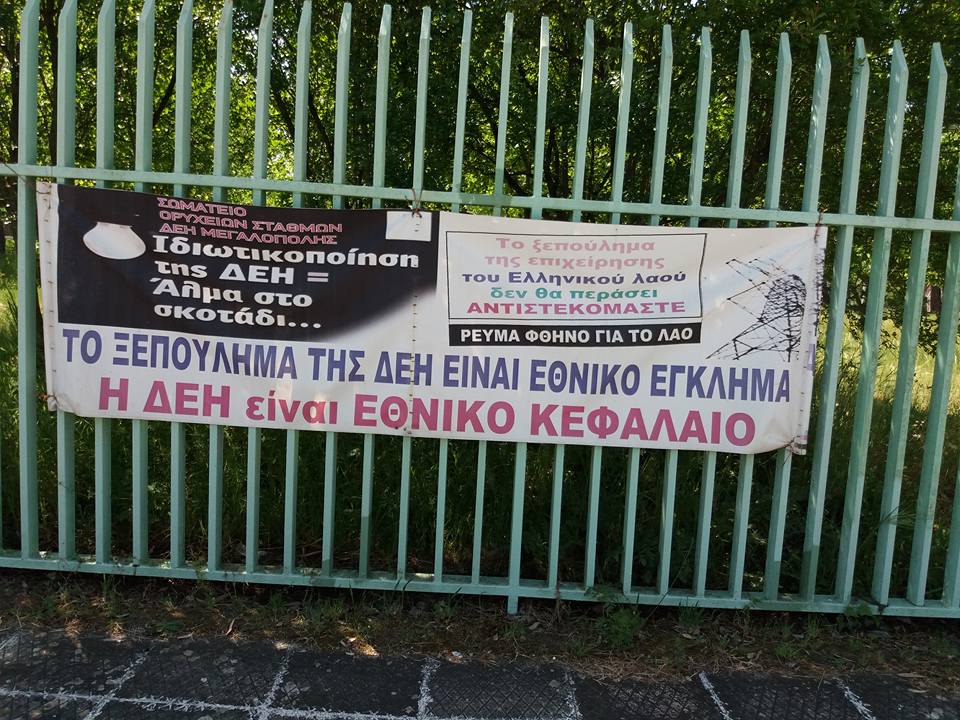 ΣΩΜΑΤΕΙΟ
ΟΡΥΧΕΙΩΝ ΣΤΑΘΜΩΝ
ΔΕΗ ΜΕΓΑΛΟΠΟΛΗΣ
Ιδιωτικοποίηση
της ΔΕΗ =
Άλμα στο
σκοτάδι...
Το ξεπούλημα
της επιχείρησης
του Ελληνικού λαού
δεν θα περάσει
ΑΝΤΙΣΤΕΚΟΜΑΣΤΕ
ΡΕΥΜΑ ΦΘΗΝΟ ΓΙΑ ΤΟ ΛΑΟ
ΤΟ ΞΕΠΟΥΛΗΜΑ ΤΗΣ ΔΕΗ ΕΙΝΑΙ ΕΘΝΙΚΟ ΕΓΚΛΗΜΑ
Η ΔΕΗ είναι ΕΘΝΙΚΟ ΚΕΦΑΛΑΙΟ